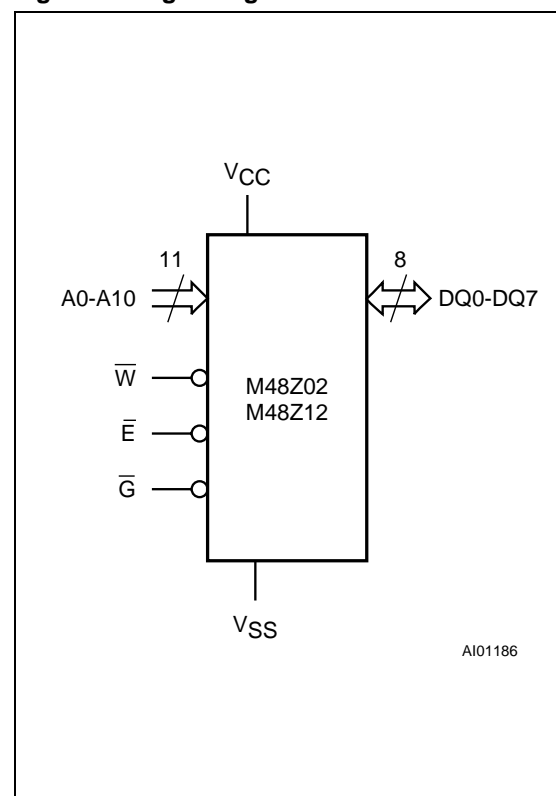 VCC
11
8
A0-A10
DQ0-DQ7
W̅
M48Z02
M48Z12
E̅
G̅
VSS
AI01186